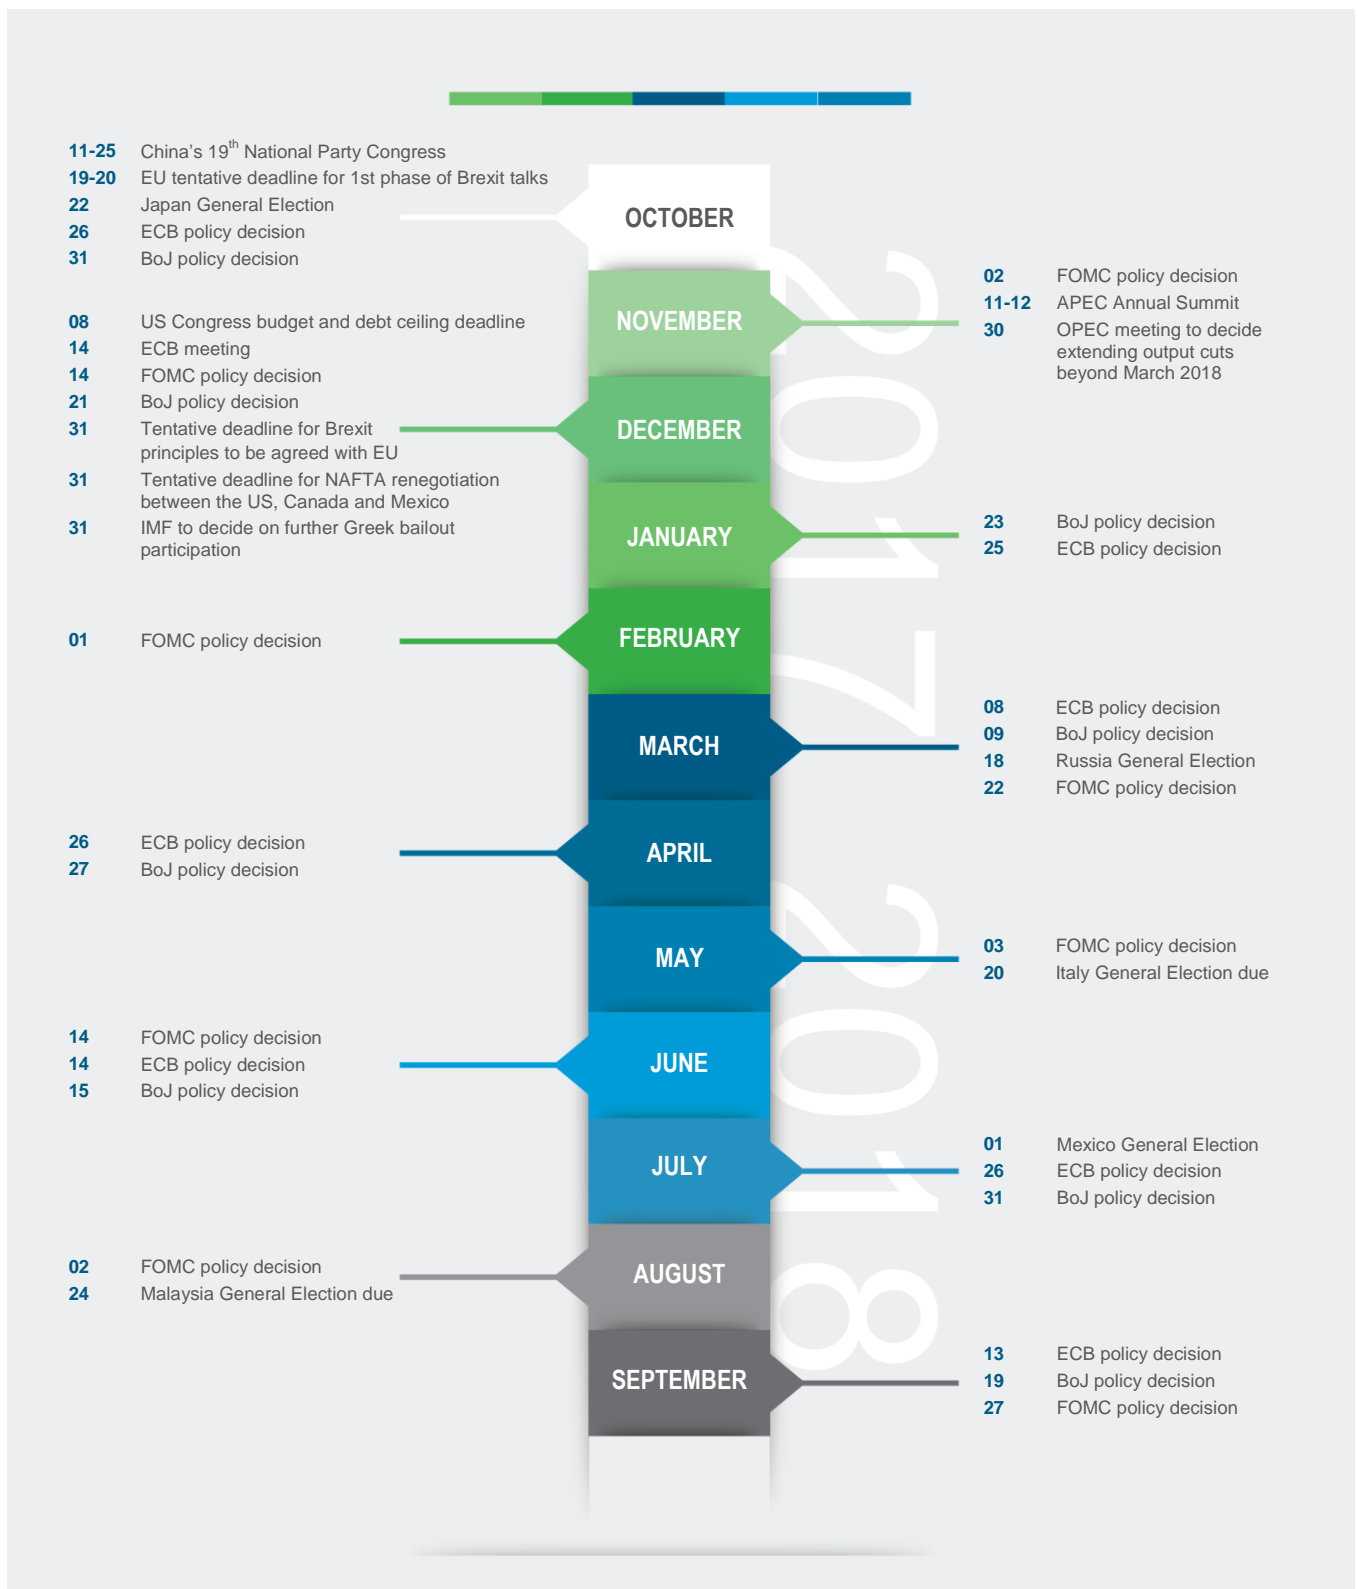 11-25 China's 19th National Party Congress
19-20 EU tentative deadline for 1st phase of Brexit talks
22 Japan General Election
26 ECB policy decision
31 BoJ policy decision
OCTOBER
02 FOMC policy decision
11-12 APEC Annual Summit
30 OPEC meeting to decide
extending output cuts
beyond March 2018
NOVEMBER
08 US Congress budget and debt ceiling deadline
14 ECB meeting
14 FOMC policy decision
21 BoJ policy decision
31 Tentative deadline for Brexit
principles to be agreed with EU
31 Tentative deadline for NAFTA renegotiation
between the US, Canada and Mexico
31 IMF to decide on further Greek bailout
participation
DECEMBER
2017
JANUARY
23 BoJ policy decision
25 ECB policy decision
01 FOMC policy decision
FEBRUARY
MARCH
08 ECB policy decision
09 BoJ policy decision
18 Russia General Election
22 FOMC policy decision
26 ECB policy decision
27 BoJ policy decision
APRIL
MAY
03 FOMC policy decision
20 Italy General Election due
2018
14 FOMC policy decision
14 ECB policy decision
15 BoJ policy decision
JUNE
JULY
01 Mexico General Election
26 ECB policy decision
31 BoJ policy decision
02 FOMC policy decision
24 Malaysia General Election due
AUGUST
SEPTEMBER
13 ECB policy decision
19 BoJ policy decision
27 FOMC policy decision